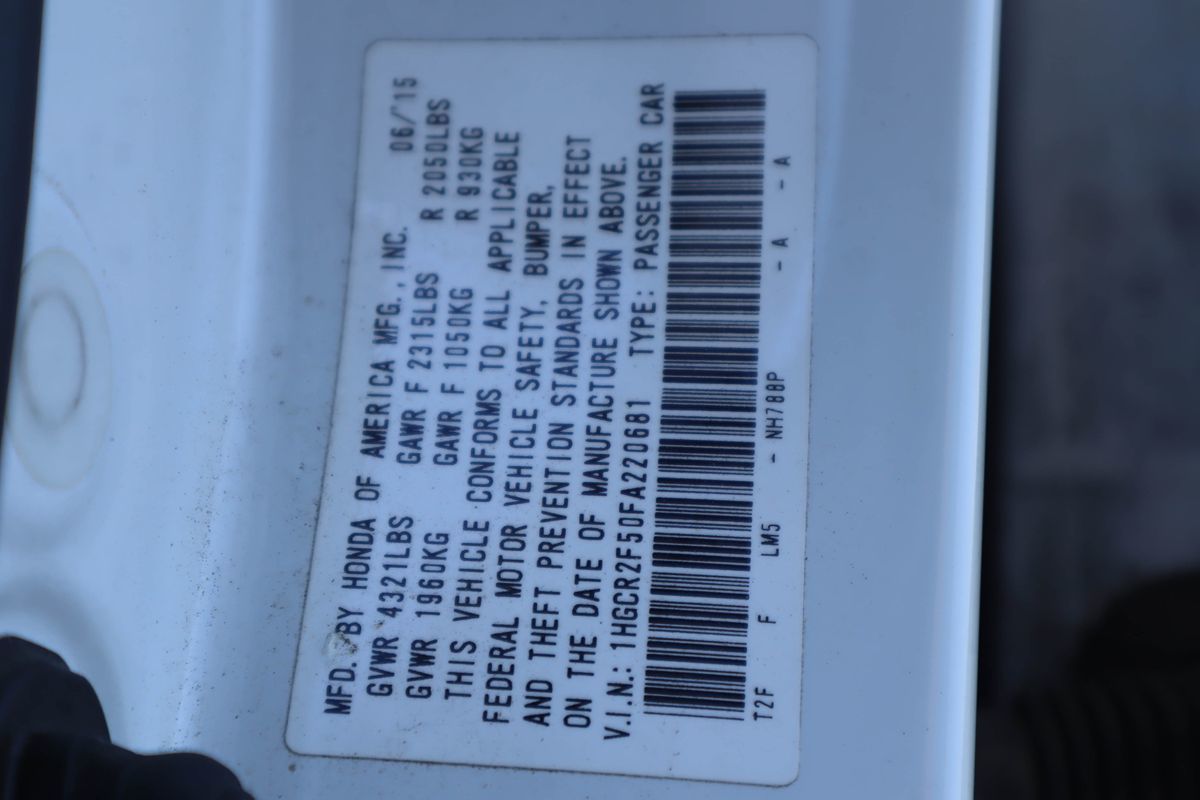 MFD. BY HONDA OF AMERICA MFG., INC. 06/'15
GVWR 4321LBS GAWR F 2315LBS R 2050LBS
GVWR 1960KG GAWR F 1050KG R 930KG
THIS VEHICLE CONFORMS TO ALL APPLICABLE
FEDERAL MOTOR VEHICLE SAFETY, BUMPER,
AND THEFT PREVENTION STANDARDS IN EFFECT
ON THE DATE OF MANUFACTURE SHOWN ABOVE.
V.I.N.: 1HGCR2F50FA220681 TYPE: PASSENGER CAR
T2F F LM5 - NH788P - A - A